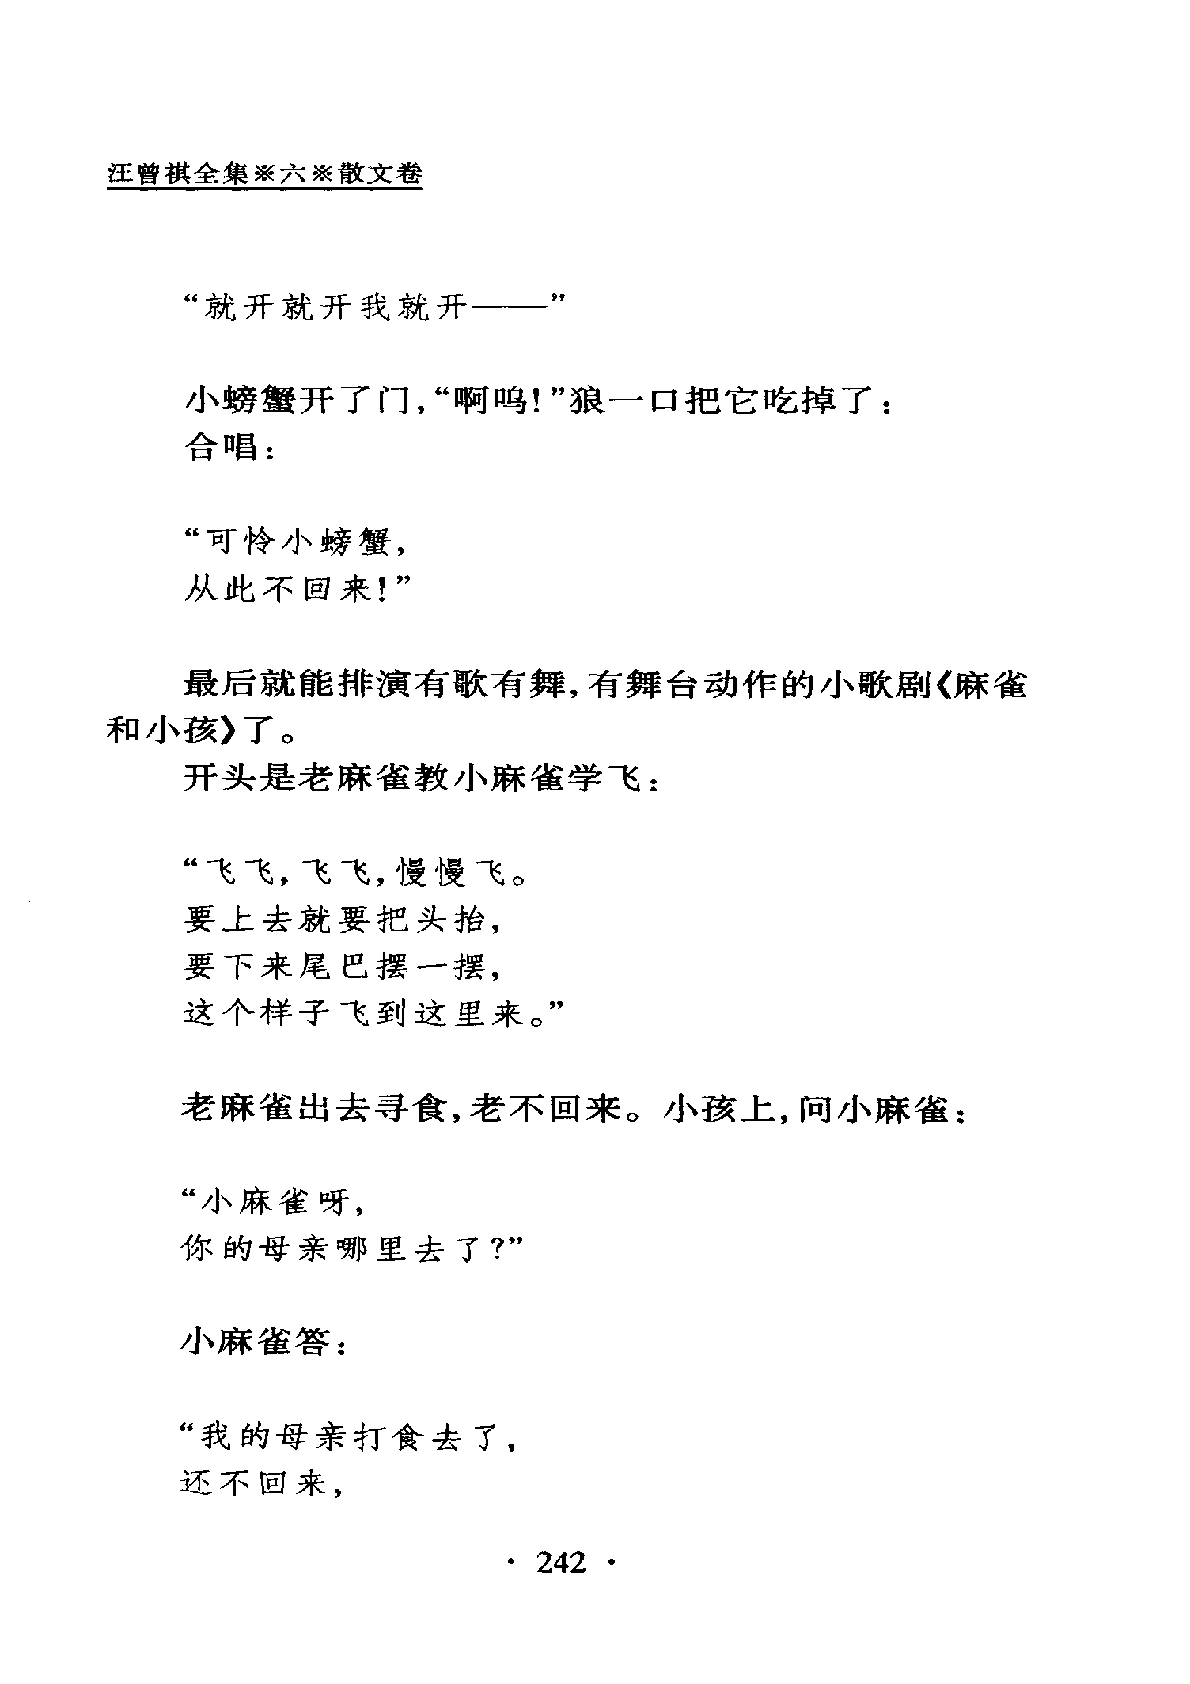 汪曾祺全集※六※散文卷
“就开就开我就开——”
小螃蟹开了门，“啊呜！”狼一口把它吃掉了：
合唱：
“可怜小螃蟹，
从此不回来！”
最后就能排演有歌有舞，有舞台动作的小歌剧《麻雀
和小孩》了。
开头是老麻雀教小麻雀学飞：
“飞飞，飞飞，慢慢飞。
要上去就要把头抬，
要下来尾巴摆一摆，
这个样子飞到这里来。”
老麻雀出去寻食，老不回来。小孩上，问小麻雀：
“小麻雀呀，
你的母亲哪里去了？”
小麻雀答：
“我的母亲打食去了，
还不回来，
· 242 ·